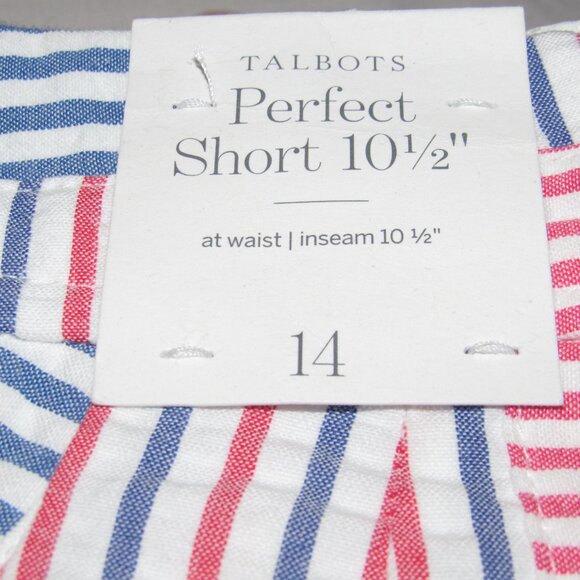 TALBOTS
Perfect
Short 10½"
at waist | inseam 10 ½"
14